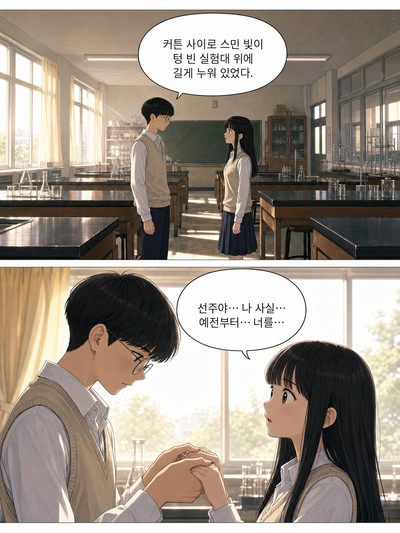 커튼 사이로 스민 빛이
텅 빈 실험대 위에
길게 누워 있었다.
선주야… 나 사실…
예전부터… 너를…